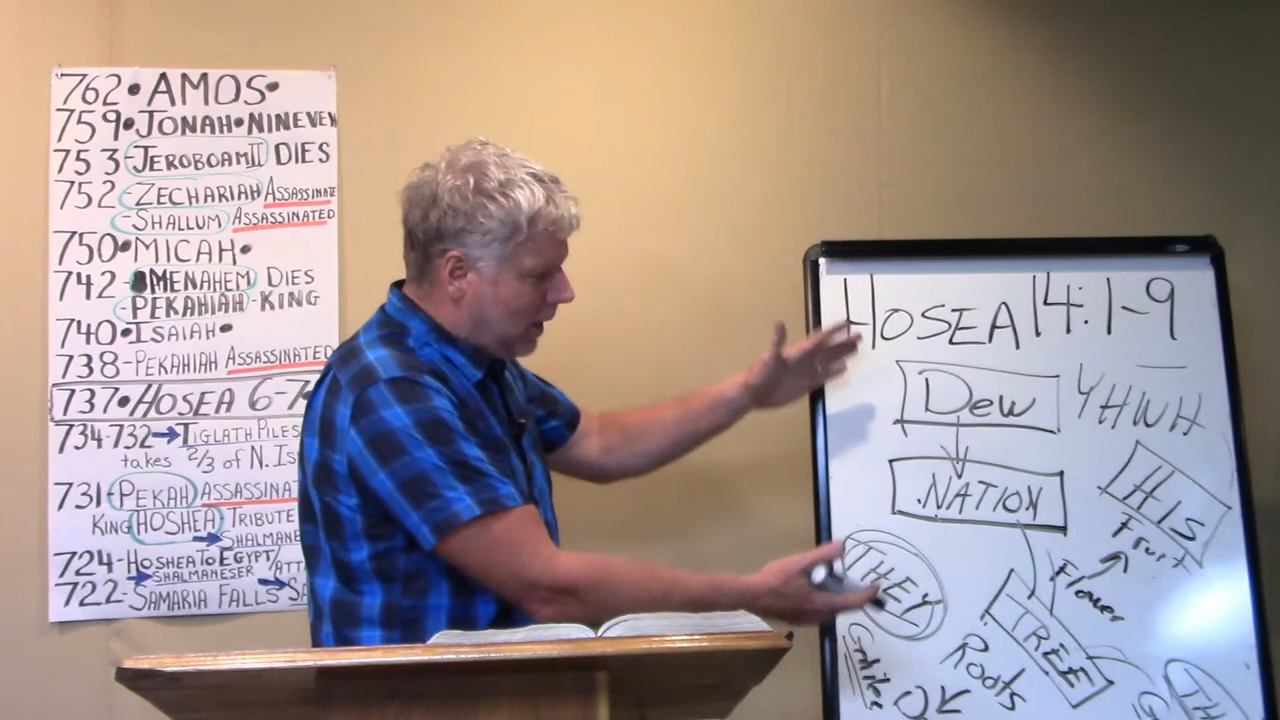 762•AMOS•
759•JONAH•NINEVEH
753-JEROBOAM II DIES
752-ZECHARIAH ASSASSINATE
-SHALLUM ASSASSINATED
750•MICAH•
742-MENAHEM DIES
-PEKAHIAH-KING
740•ISAIAH•
738-PEKAHIAH ASSASSINATED
737•HOSEA 6-7
734-732→TIGLATH PILES
takes 2/3 of N. IS
731-PEKAH ASSASSINAT
KING HOSHEA TRIBUTE
→SHALMANE
724-HOSHEA TO EGYPT/ATT
→SHALMANESER →
722-SAMARIA FALLS SA
HOSEA 14:1-9
Dew YHWH
NATION HIS
Fruit
THEY Flower
TREE
Roots